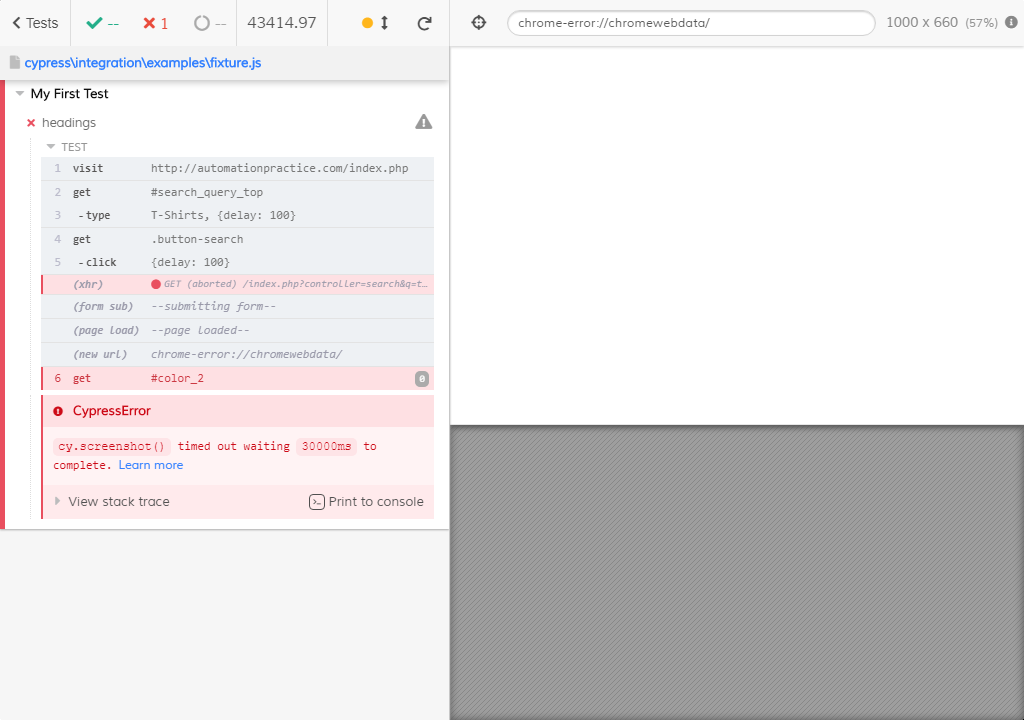 Tests
--
1
--
43414.97
chrome-error://chromewebdata/
1000 x 660 (57%)
cypress\integration\examples\fixture.js
My First Test
headings
TEST
1 visit http://automationpractice.com/index.php
2 get #search_query_top
3 -type T-Shirts, {delay: 100}
4 get .button-search
5 -click {delay: 100}
(xhr) GET (aborted) /index.php?controller=search&q=t…
(form sub) --submitting form--
(page load) --page loaded--
(new url) chrome-error://chromewebdata/
6 get #color_2 0
CypressError
cy.screenshot() timed out waiting 30000ms to
complete. Learn more
View stack trace
Print to console